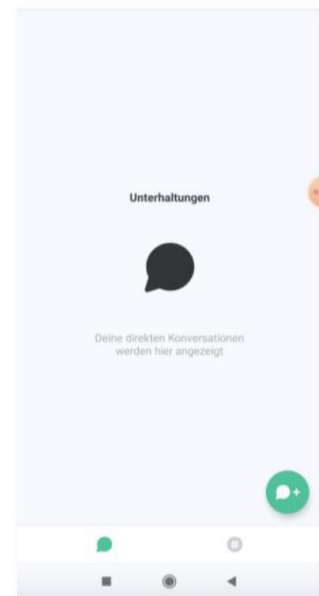 Unterhaltungen
Deine direkten Konversationen
werden hier angezeigt